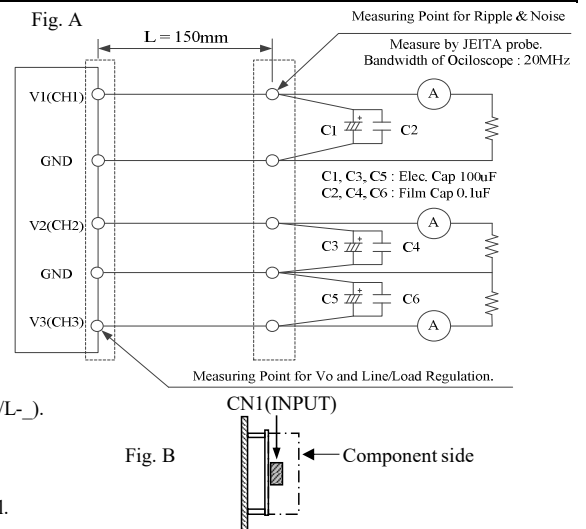 Fig. A
Measuring Point for Ripple & Noise
L = 150mm
Measure by JEITA probe.
Bandwidth of Ociloscope : 20MHz
V1(CH1)
A
C1
+
C2
GND
C1, C3, C5 : Elec. Cap 100uF
C2, C4, C6 : Film Cap 0.1uF
V2(CH2)
A
C3
+
C4
GND
C5
+
C6
V3(CH3)
A
Measuring Point for Vo and Line/Load Regulation.
/L-_).
CN1(INPUT)
Fig. B
Component side